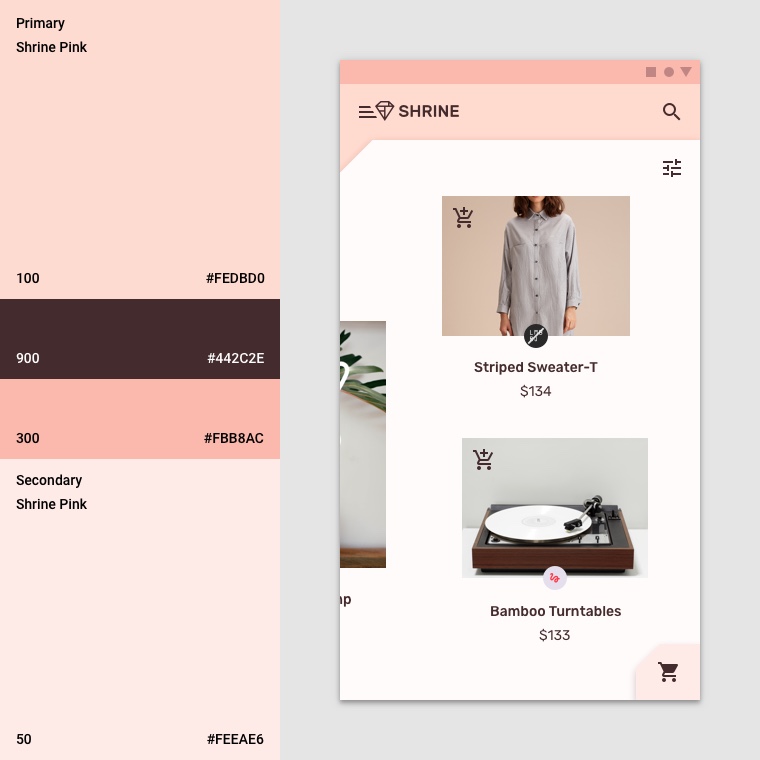 Primary
Shrine Pink
100 #FEDBD0
900 #442C2E
300 #FBB8AC
Secondary
Shrine Pink
50 #FEEAE6
SHRINE
Striped Sweater-T
$134
Bamboo Turntables
$133